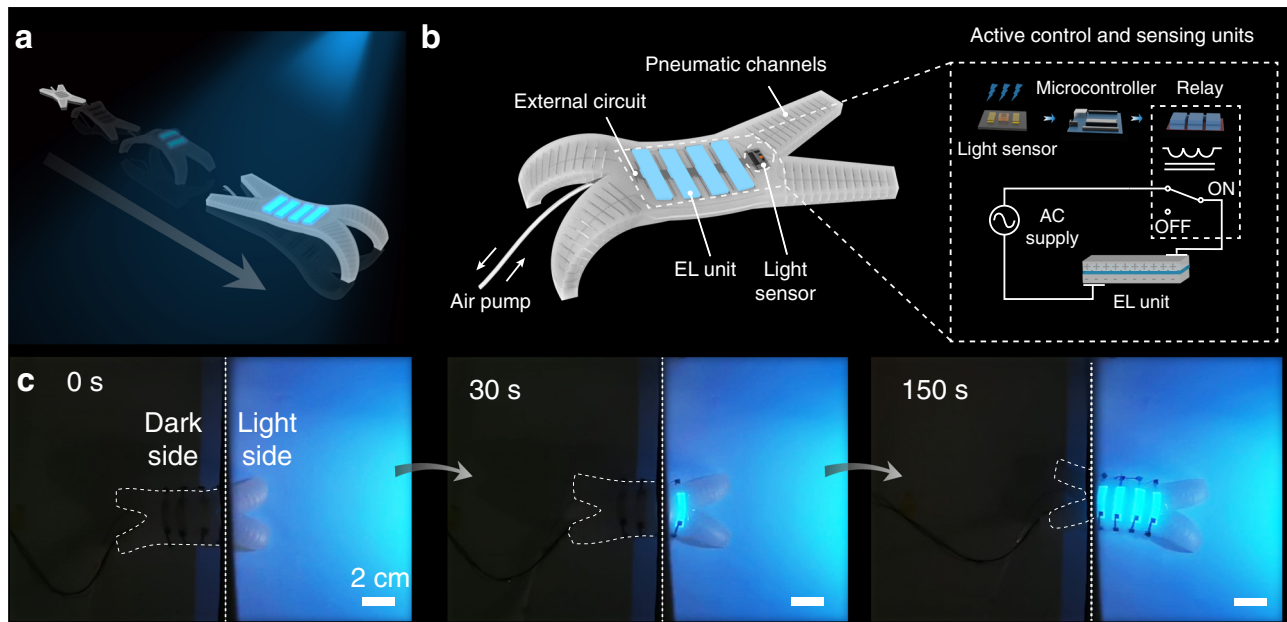 a
b
Active control and sensing units
Pneumatic channels
External circuit
Microcontroller
Relay
Light sensor
ON
AC
supply
OFF
EL unit
Light
sensor
Air pump
EL unit
c
0 s
30 s
150 s
Dark
side
Light
side
2 cm